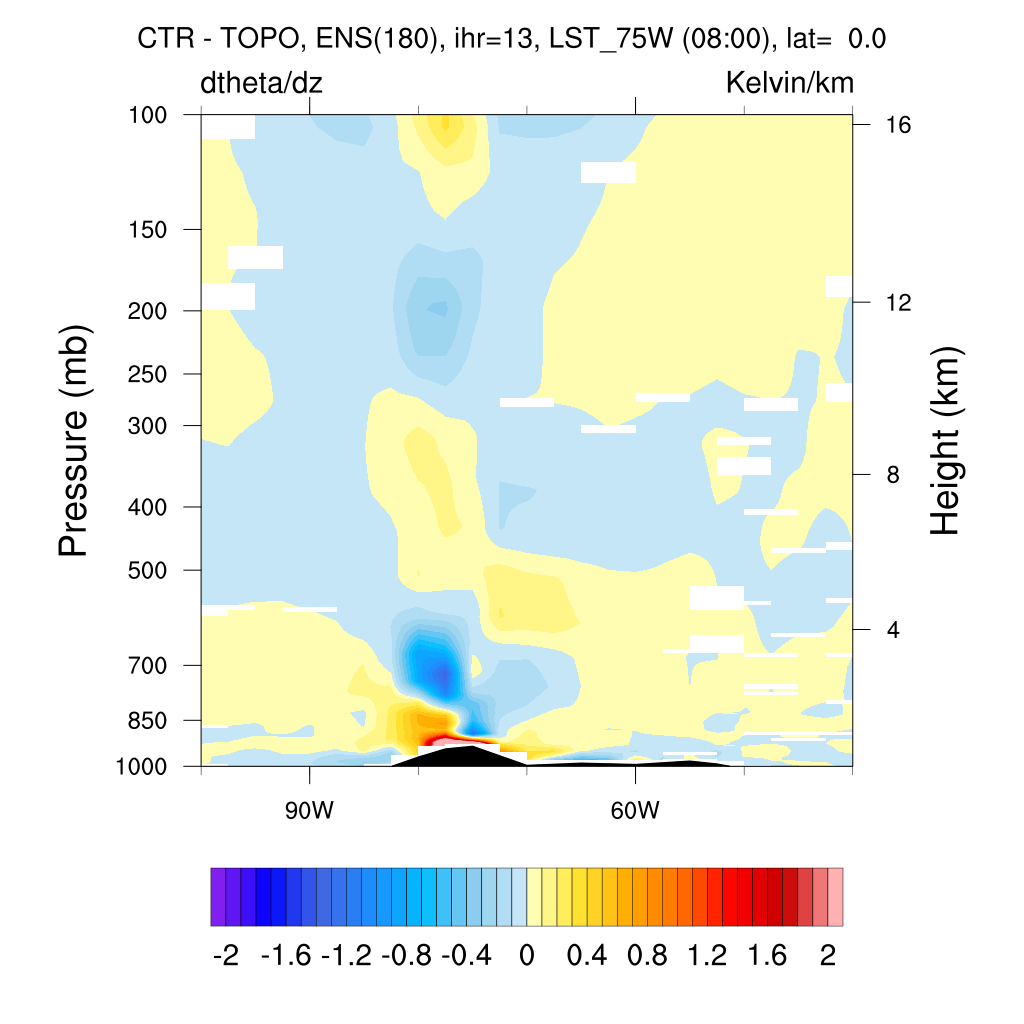 CTR - TOPO, ENS(180), ihr=13, LST_75W (08:00), lat=  0.0
dtheta/dz
Kelvin/km
100
150
200
250
300
400
500
700
850
1000
Pressure (mb)
16
12
8
4
Height (km)
90W
60W
-2 -1.6 -1.2 -0.8 -0.4 0 0.4 0.8 1.2 1.6 2